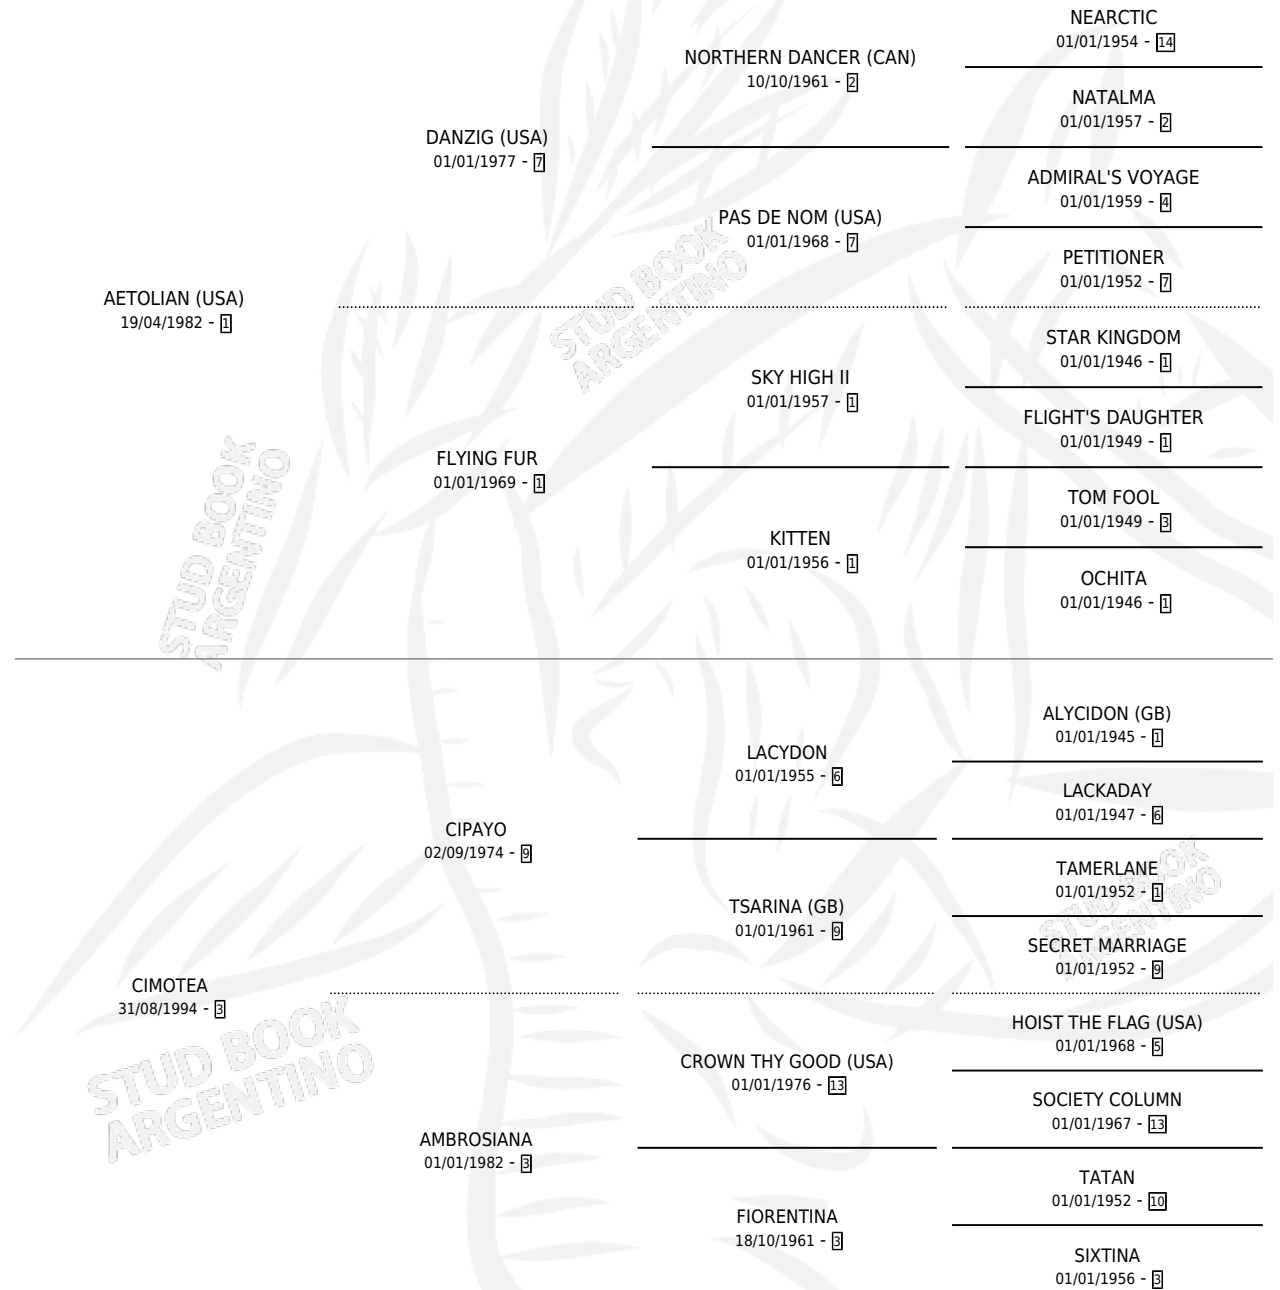 NEARCTIC
01/01/1954 - 14
NORTHERN DANCER (CAN)
10/10/1961 - 2
NATALMA
01/01/1957 - 2
DANZIG (USA)
01/01/1977 - 7
ADMIRAL'S VOYAGE
01/01/1959 - 4
PAS DE NOM (USA)
01/01/1968 - 7
PETITIONER
01/01/1952 - 7
AETOLIAN (USA)
19/04/1982 - 1
STAR KINGDOM
01/01/1946 - 1
SKY HIGH II
01/01/1957 - 1
FLIGHT'S DAUGHTER
01/01/1949 - 1
FLYING FUR
01/01/1969 - 1
TOM FOOL
01/01/1949 - 3
KITTEN
01/01/1956 - 1
OCHITA
01/01/1946 - 1
ALYCIDON (GB)
01/01/1945 - 1
LACYDON
01/01/1955 - 6
LACKADAY
01/01/1947 - 6
CIPAYO
02/09/1974 - 9
TAMERLANE
01/01/1952 - 1
TSARINA (GB)
01/01/1961 - 9
SECRET MARRIAGE
01/01/1952 - 9
CIMOTEA
31/08/1994 - 3
HOIST THE FLAG (USA)
01/01/1968 - 5
CROWN THY GOOD (USA)
01/01/1976 - 13
SOCIETY COLUMN
01/01/1967 - 13
AMBROSIANA
01/01/1982 - 3
TATAN
01/01/1952 - 10
FIORENTINA
18/10/1961 - 3
SIXTINA
01/01/1956 - 3
STUD BOOK
ARGENTINO
STUD BOOK
ARGENTINO
STUD BOOK
ARGENTINO
STUD BOOK
ARGENTINO